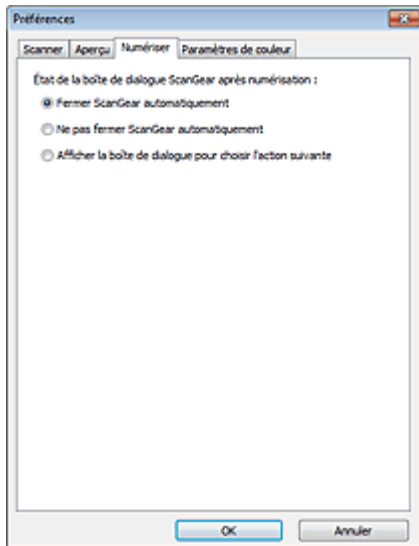 Préférences
Scanner
Aperçu
Numériser
Paramètres de couleur
État de la boîte de dialogue ScanGear après numérisation :
Fermer ScanGear automatiquement
Ne pas fermer ScanGear automatiquement
Afficher la boîte de dialogue pour choisir l'action suivante
OK
Annuler